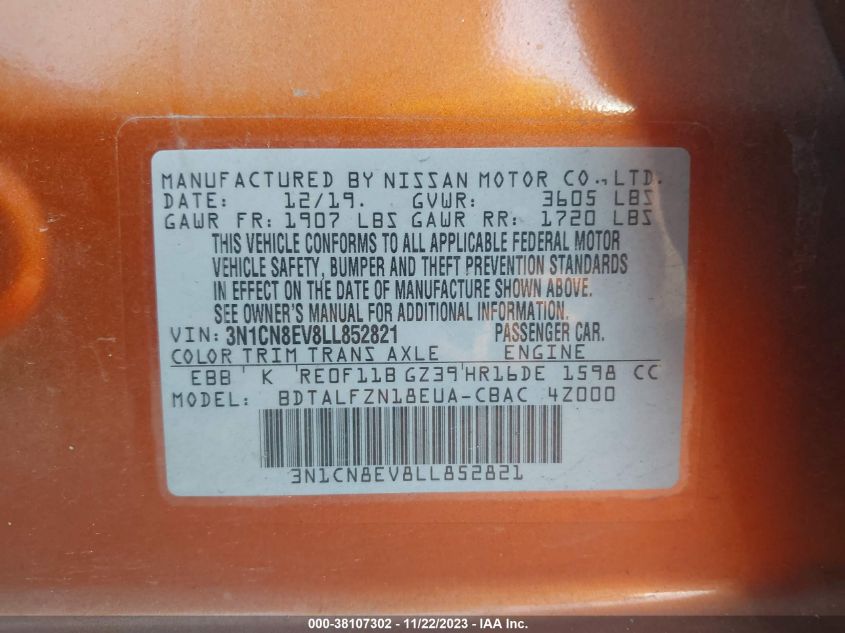 MANUFACTURED BY NISSAN MOTOR CO.,LTD.
DATE: 12/19. GVWR: 3605 LBS
GAWR FR: 1907 LBS GAWR RR: 1720 LBS
THIS VEHICLE CONFORMS TO ALL APPLICABLE FEDERAL MOTOR
VEHICLE SAFETY, BUMPER AND THEFT PREVENTION STANDARDS
IN EFFECT ON THE DATE OF MANUFACTURE SHOWN ABOVE.
SEE OWNER'S MANUAL FOR ADDITIONAL INFORMATION.
VIN: 3N1CN8EV8LL852821 PASSENGER CAR.
COLOR TRIM TRANS AXLE ENGINE
EBB K RE0F11B GZ39 HR16DE 1598 CC
MODEL: BDTALFZN18EUA-CBAC 4Z000
3N1CN8EV8LL852821
000-38107302 - 11/22/2023 - IAA Inc.